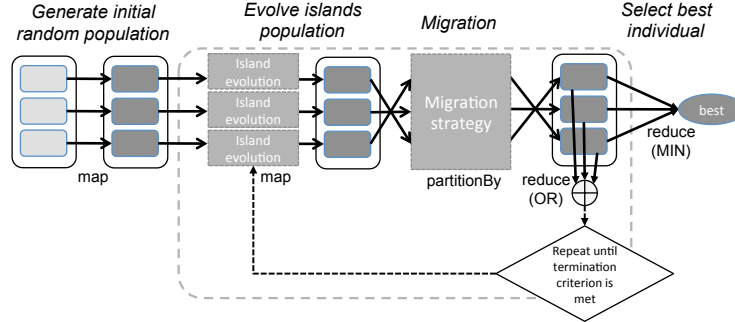 Generate initial
random population
Evolve islands
population
Migration
Select best
individual
Island
evolution
Island
evolution
Island
evolution
Migration
strategy
best
map
map
partitionBy
reduce
(OR)
reduce
(MIN)
Repeat until
termination
criterion is
met